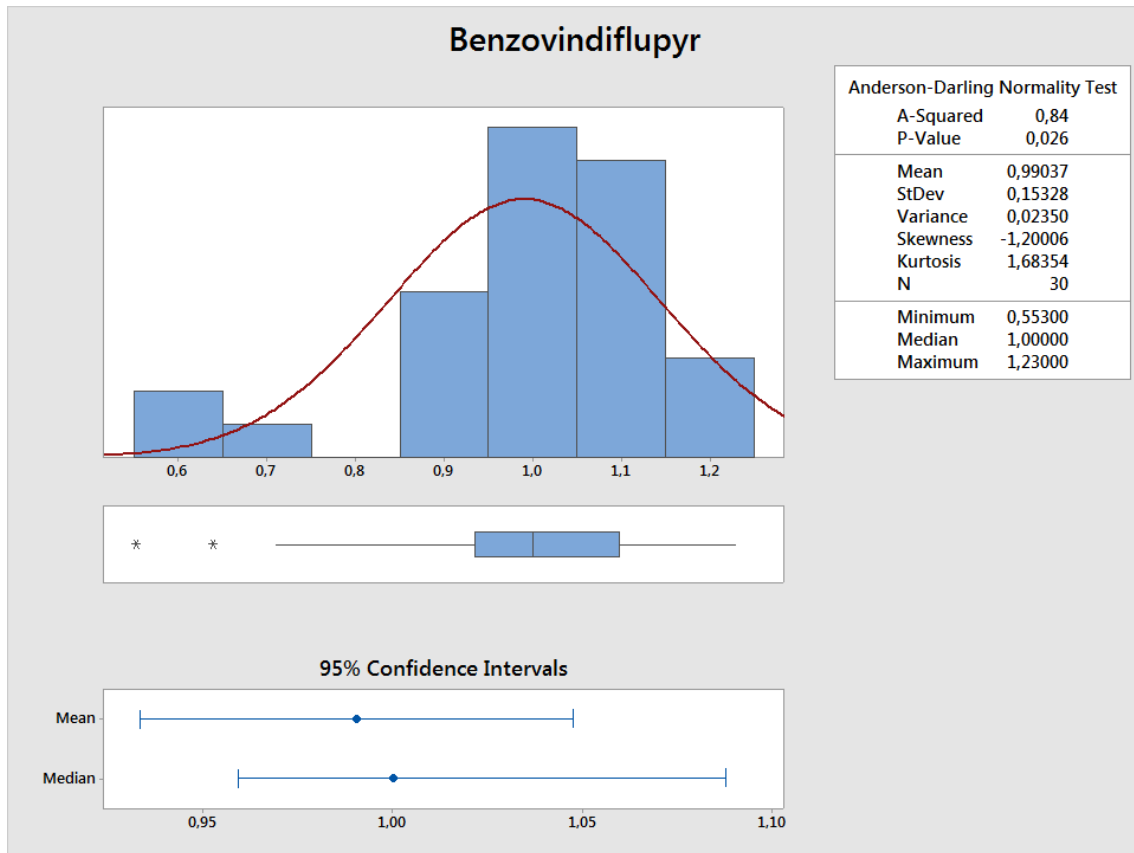 Benzovindiflupyr
Anderson-Darling Normality Test
A-Squared 0,84
P-Value 0,026
Mean 0,99037
StDev 0,15328
Variance 0,02350
Skewness -1,20006
Kurtosis 1,68354
N 30
Minimum 0,55300
Median 1,00000
Maximum 1,23000
0,6 0,7 0,8 0,9 1,0 1,1 1,2
95% Confidence Intervals
Mean
Median
0,95 1,00 1,05 1,10